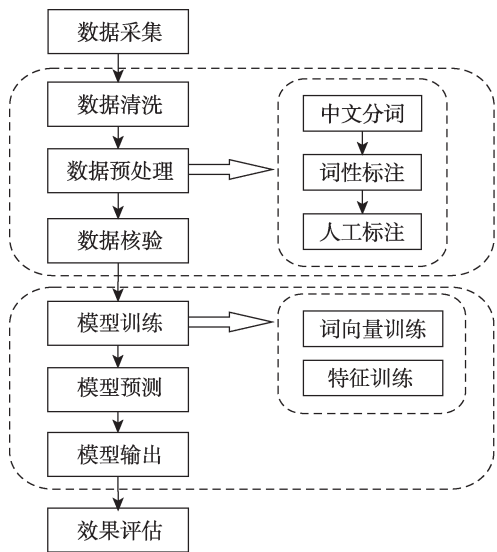 数据采集
数据清洗
数据预处理
数据核验
中文分词
词性标注
人工标注
模型训练
模型预测
模型输出
词向量训练
特征训练
效果评估